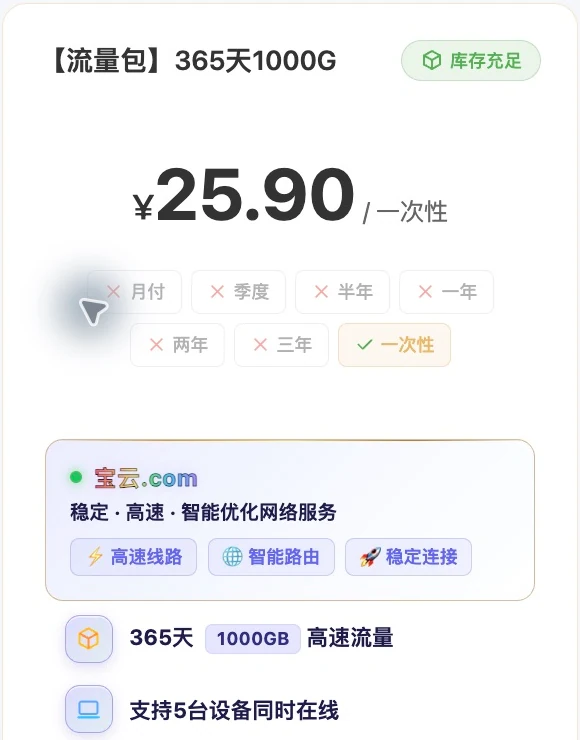 【流量包】365天1000G
库存充足
¥25.90 / 一次性
月付 季度 半年 一年
两年 三年 一次性
宝云.com
稳定 · 高速 · 智能优化网络服务
高速线路 智能路由 稳定连接
365天 1000GB 高速流量
支持5台设备同时在线